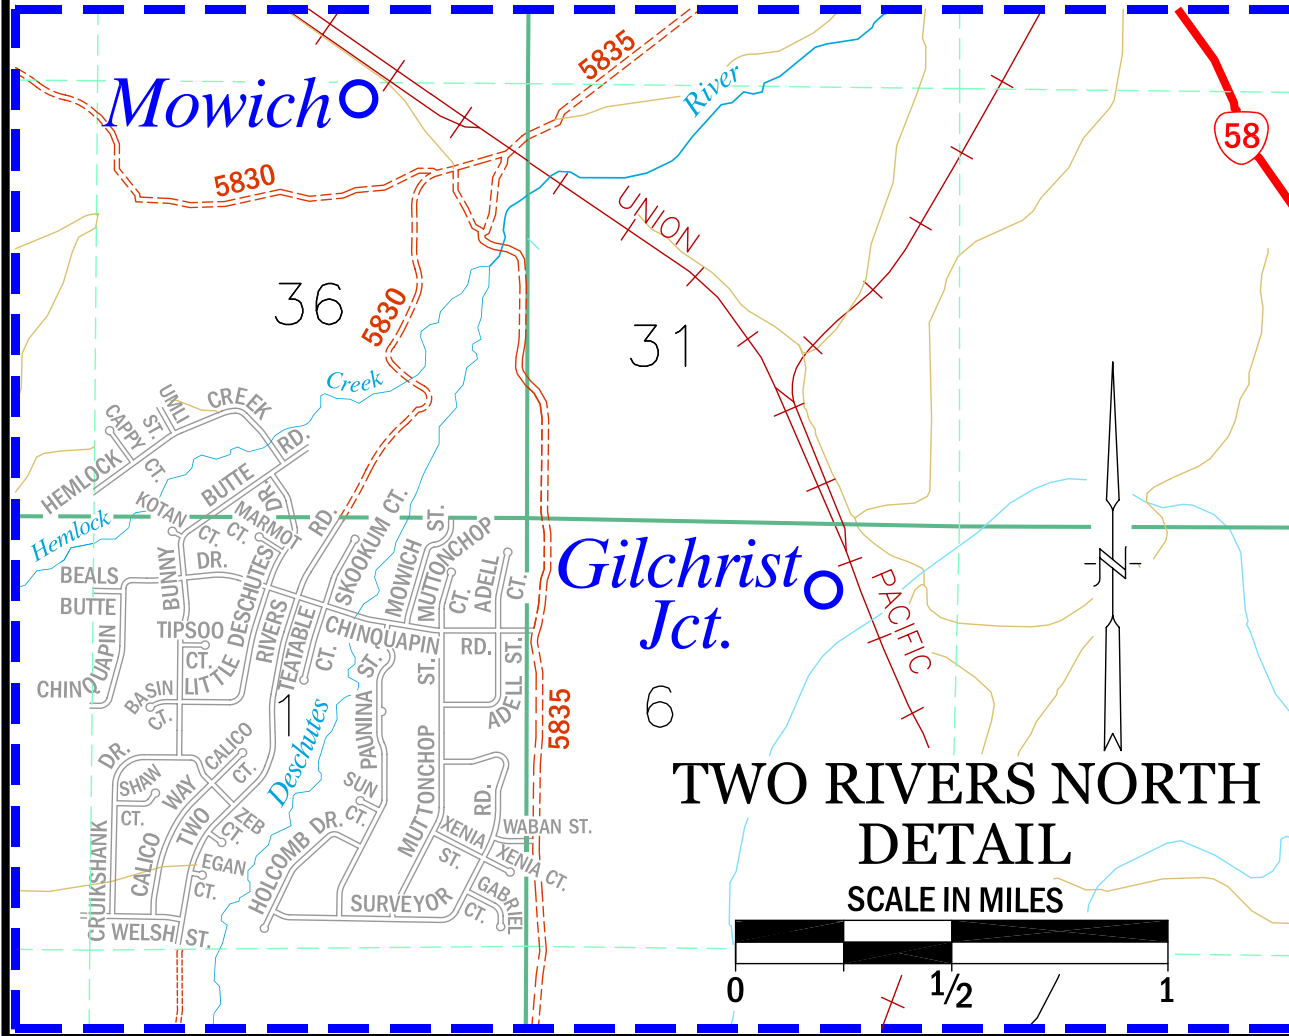 Mowich
5835
River
58
5830
UNION
36
5830
31
Creek
UMLI
ST.
CREEK
CAPPY
CT.
RD.
HEMLOCK
BUTTE
DR.
KOTAN
CT.
MARMOT
CT.
RD.
SKOOKUM CT.
ST.
Hemlock
DR.
BUNNY
MOWICH
MUTTONCHOP
CT.
ADELL
CT.
Gilchrist
Jct.
BEALS
BUTTE
LITTLE DESCHUTES
RIVERS
TEATABLE
CT.
CHINQUAPIN
RD.
PACIFIC
TIPSOO
CT.
CHINQUAPIN
BASIN
CT.
ST.
PAUNINA
ST.
ADELL ST.
1
6
5835
Deschutes
DR.
SHAW
CT.
CALICO
CT.
WAY
CALICO
TWO
ZEB
CT.
SUN
CT.
MUTTONCHOP
RD.
WABAN ST.
XENIA
ST.
XENIA CT.
CRUIKSHANK
EGAN
CT.
HOLCOMB DR.
SURVEYOR
GABRIEL
CT.
WELSH ST.
N
TWO RIVERS NORTH
DETAIL
SCALE IN MILES
0 1/2 1